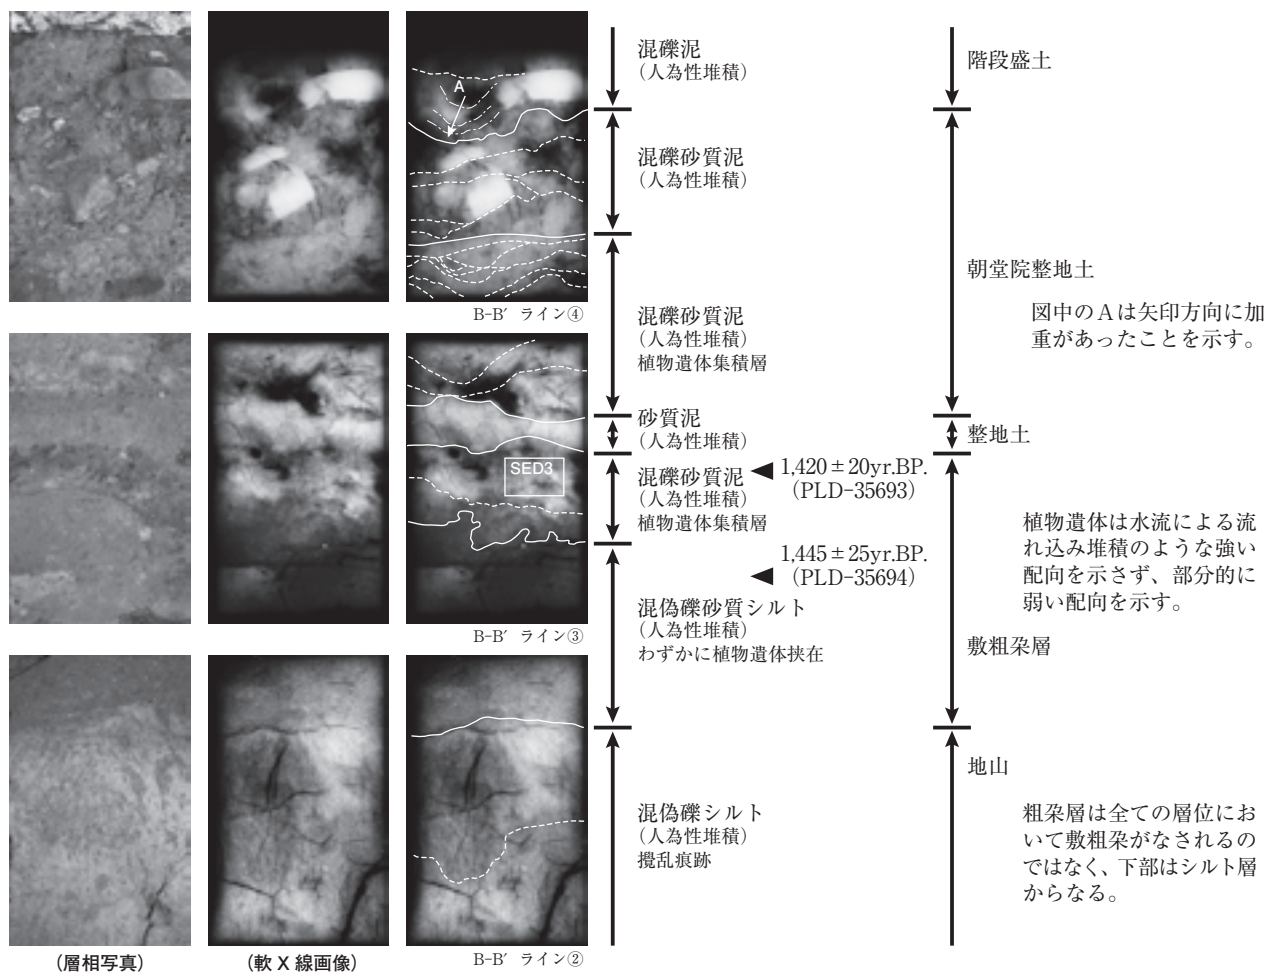 混礫泥
(人為性堆積)
階段盛土
A
混礫砂質泥
(人為性堆積)
朝堂院整地土
図中のAは矢印方向に加
重があったことを示す。
B-B′ ライン④
混礫砂質泥
(人為性堆積)
植物遺体集積層
砂質泥
(人為性堆積)
整地土
SED3
混礫砂質泥
(人為性堆積)
植物遺体集積層
1,420±20yr.BP.
(PLD-35693)
植物遺体は水流による流
れ込み堆積のような強い
配向を示さず、部分的に
弱い配向を示す。
1,445±25yr.BP.
(PLD-35694)
混偽礫砂質シルト
(人為性堆積)
わずかに植物遺体挟在
B-B′ ライン③
敷粗朶層
地山
混偽礫シルト
(人為性堆積)
攪乱痕跡
粗朶層は全ての層位にお
いて敷粗朶がなされるの
ではなく、下部はシルト層
からなる。
(層相写真)
(軟X線画像)
B-B′ ライン②